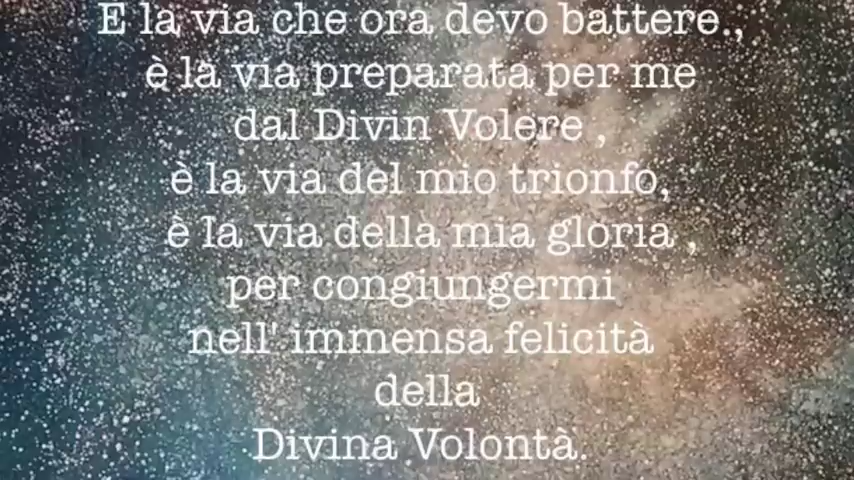 È la via che ora devo battere.,
è la via preparata per me
dal Divin Volere ,
è la via del mio trionfo,
è la via della mia gloria ,
per congiungermi
nell' immensa felicità
della
Divina Volontà.